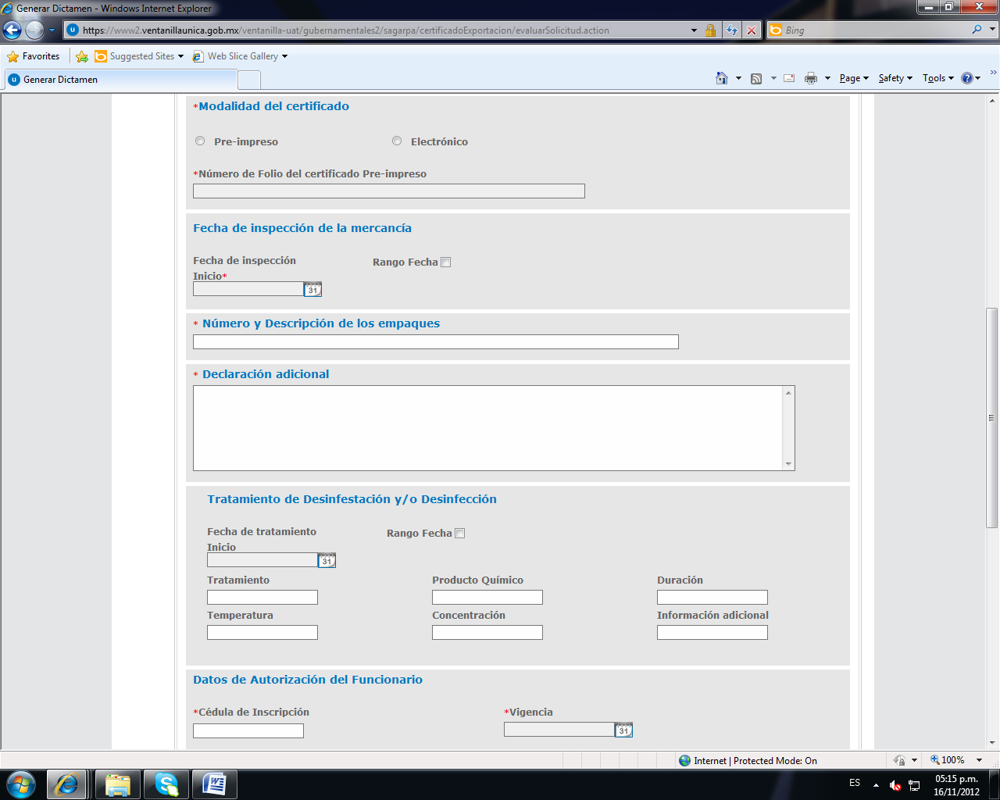 Generar Dictamen - Windows Internet Explorer
https://www2.ventanillaunica.gob.mx/ventanilla-uat/gubernamentales2/sagarpa/certificadoExportacion/evaluarSolicitud.action
Bing
Favorites
Suggested Sites
Web Slice Gallery
Generar Dictamen
Page
Safety
Tools
*Modalidad del certificado
Pre-impreso
Electrónico
*Número de Folio del certificado Pre-impreso
Fecha de inspección de la mercancía
Fecha de inspección
Rango Fecha
Inicio*
31
* Número y Descripción de los empaques
* Declaración adicional
Tratamiento de Desinfestación y/o Desinfección
Fecha de tratamiento
Rango Fecha
Inicio
31
Tratamiento
Producto Químico
Duración
Temperatura
Concentración
Información adicional
Datos de Autorización del Funcionario
*Cédula de Inscripción
*Vigencia
31
Internet | Protected Mode: On
100%
ES
05:15 p.m.
16/11/2012